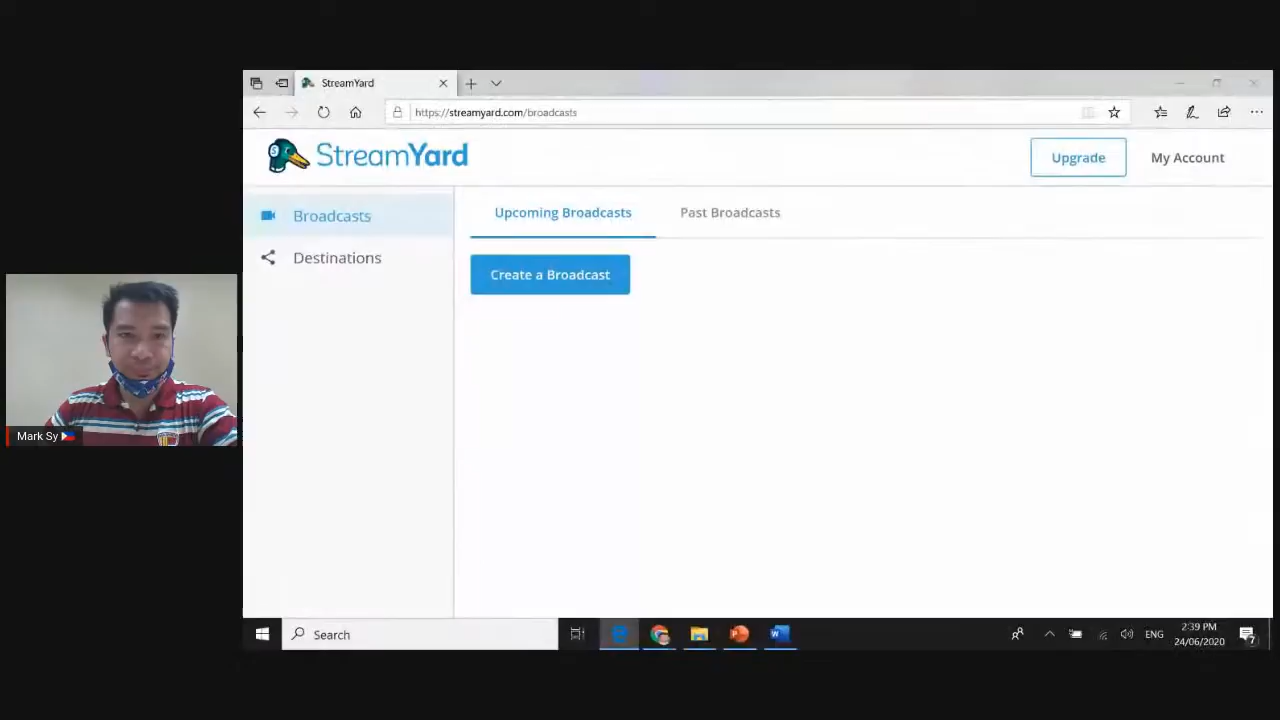 StreamYard
https://streamyard.com/broadcasts
StreamYard
Upgrade
My Account
Broadcasts
Destinations
Upcoming Broadcasts
Past Broadcasts
Create a Broadcast
Mark Sy
Search
ENG
2:39 PM
24/06/2020
7